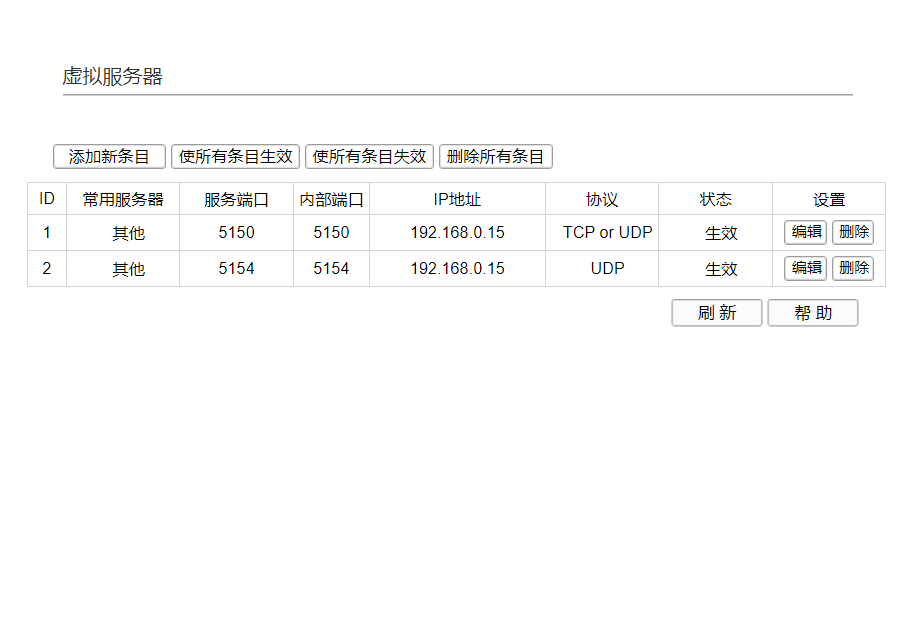 虚拟服务器
添加新条目 使所有条目生效 使所有条目失效 删除所有条目
ID 常用服务器 服务端口 内部端口 IP地址 协议 状态 设置
1 其他 5150 5150 192.168.0.15 TCP or UDP 生效 编辑 删除
2 其他 5154 5154 192.168.0.15 UDP 生效 编辑 删除
刷 新 帮 助